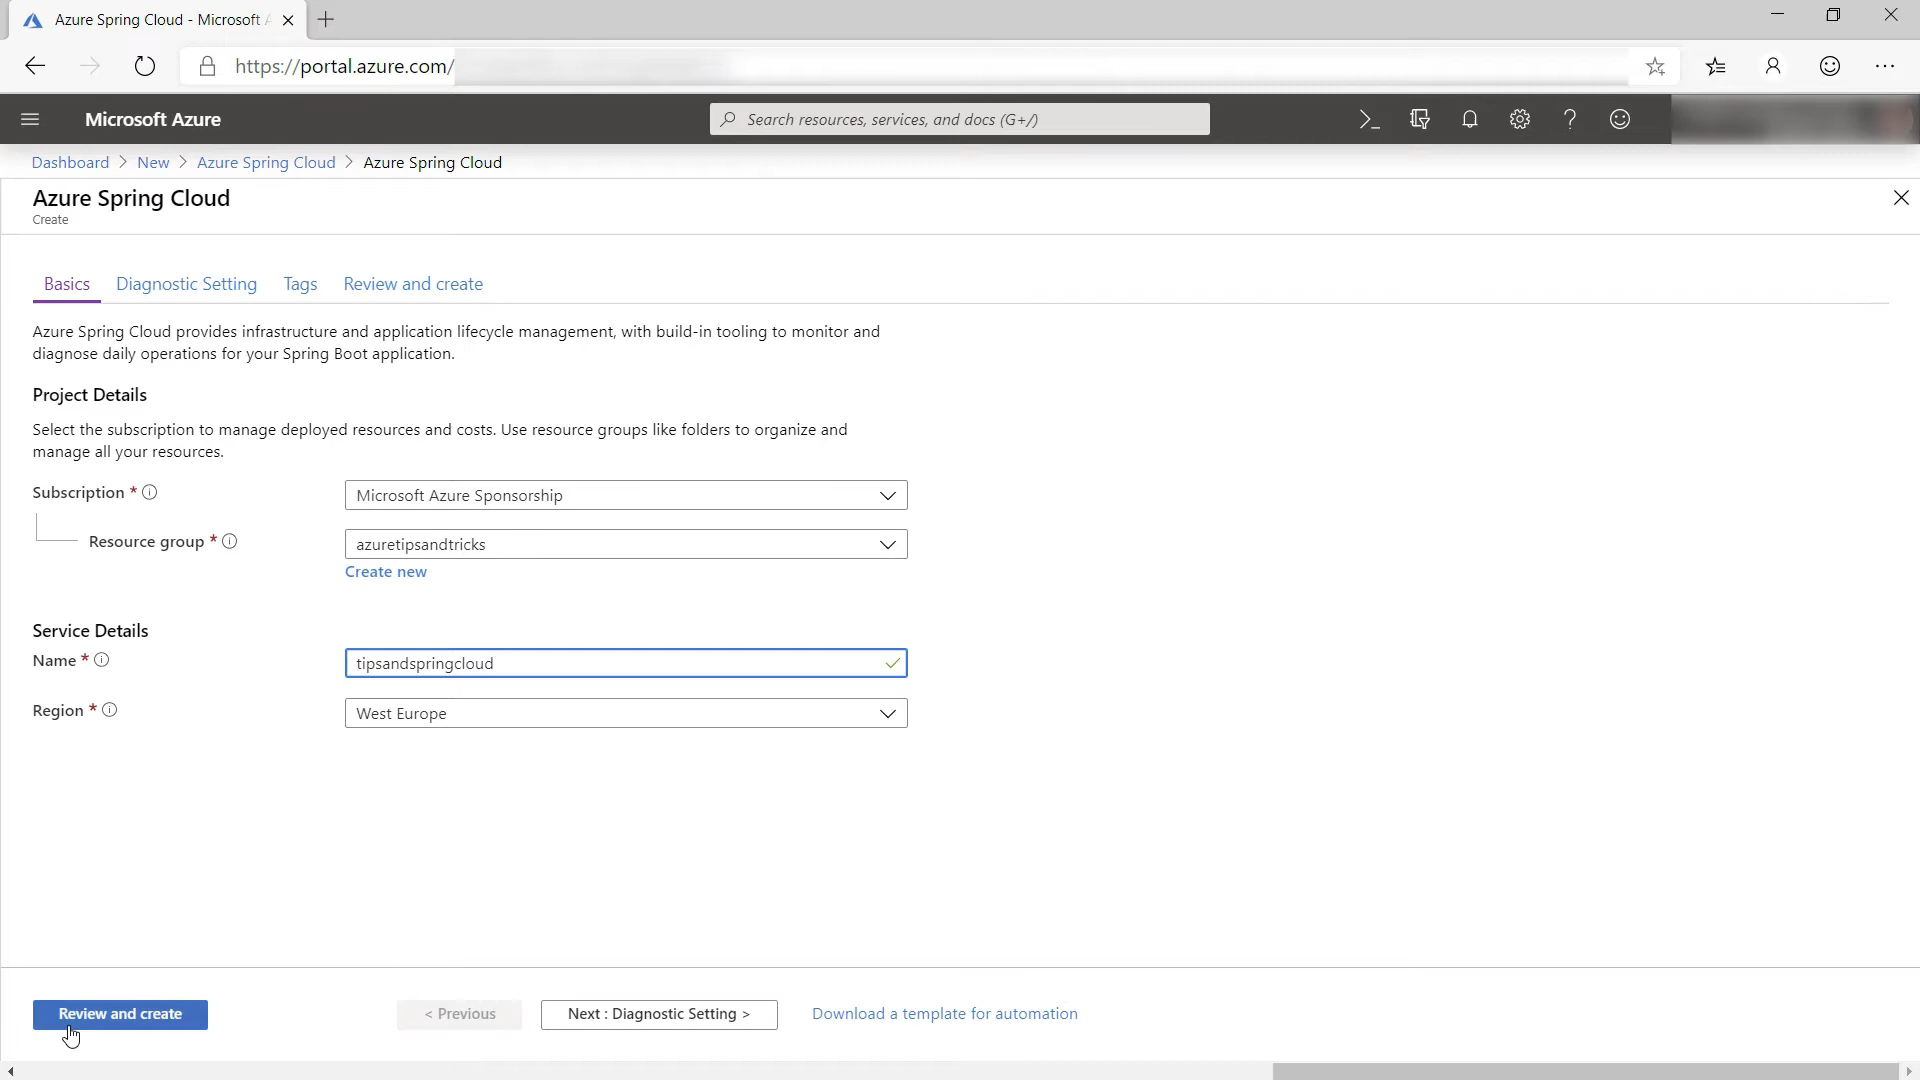 Azure Spring Cloud - Microsoft A
https://portal.azure.com/
Microsoft Azure
Search resources, services, and docs (G+/)
Dashboard > New > Azure Spring Cloud > Azure Spring Cloud
Azure Spring Cloud
Create
Basics Diagnostic Setting Tags Review and create
Azure Spring Cloud provides infrastructure and application lifecycle management, with build-in tooling to monitor and
diagnose daily operations for your Spring Boot application.
Project Details
Select the subscription to manage deployed resources and costs. Use resource groups like folders to organize and
manage all your resources.
Subscription * Microsoft Azure Sponsorship
Resource group * azuretipsandtricks
Create new
Service Details
Name * tipsandspringcloud
Region * West Europe
Review and create < Previous Next : Diagnostic Setting > Download a template for automation